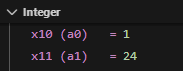 Integer
x10 (a0) = 1
x11 (a1) = 24